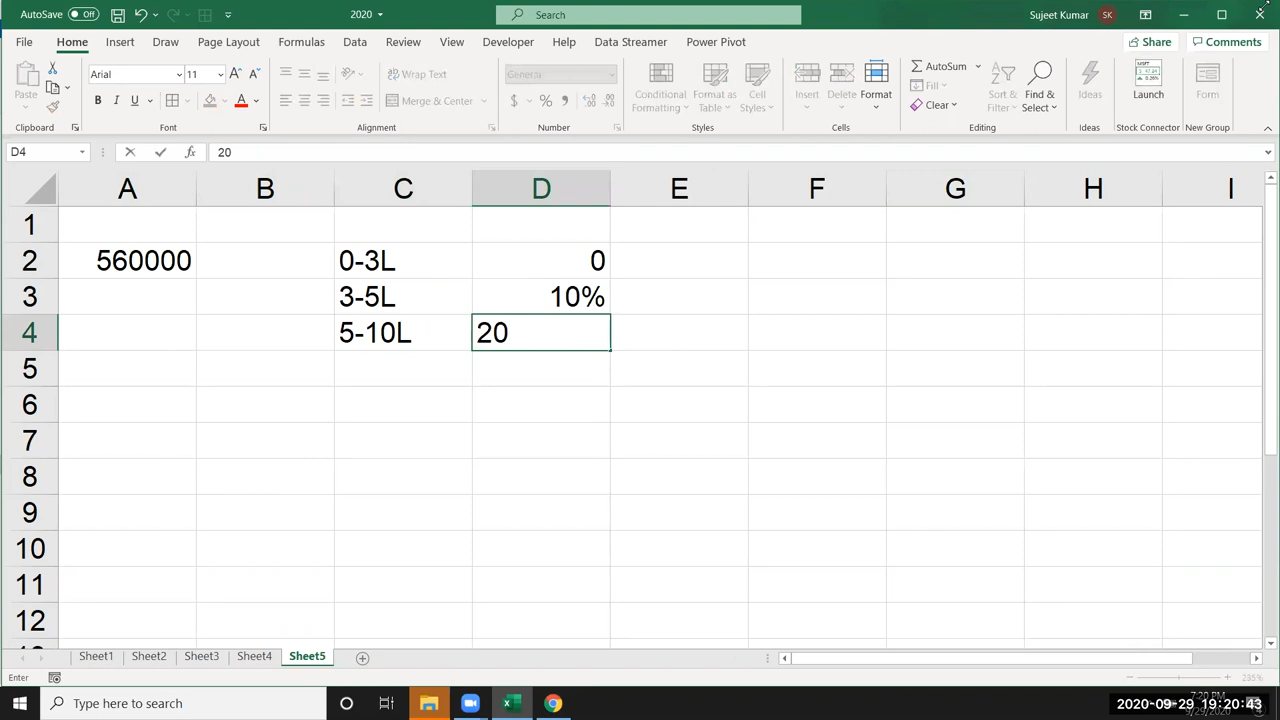 AutoSave Off 2020 Search Sujeet Kumar SK
File Home Insert Draw Page Layout Formulas Data Review View Developer Help Data Streamer Power Pivot Share Comments
Paste Arial 11 Wrap Text General Conditional Formatting Format as Table Cell Styles Insert Delete Format AutoSum Sort & Filter Find & Select Ideas Launch Form
B I U A Merge & Center $ % Fill Clear
Clipboard Font Alignment Number Styles Cells Editing Ideas Stock Connector New Group
D4 fx 20
A B C D E F G H I
1
2 560000 0-3L 0
3 3-5L 10%
4 5-10L 20
5
6
7
8
9
10
11
12
Sheet1 Sheet2 Sheet3 Sheet4 Sheet5
Enter
Type here to search 2020-09-29 19:20:43